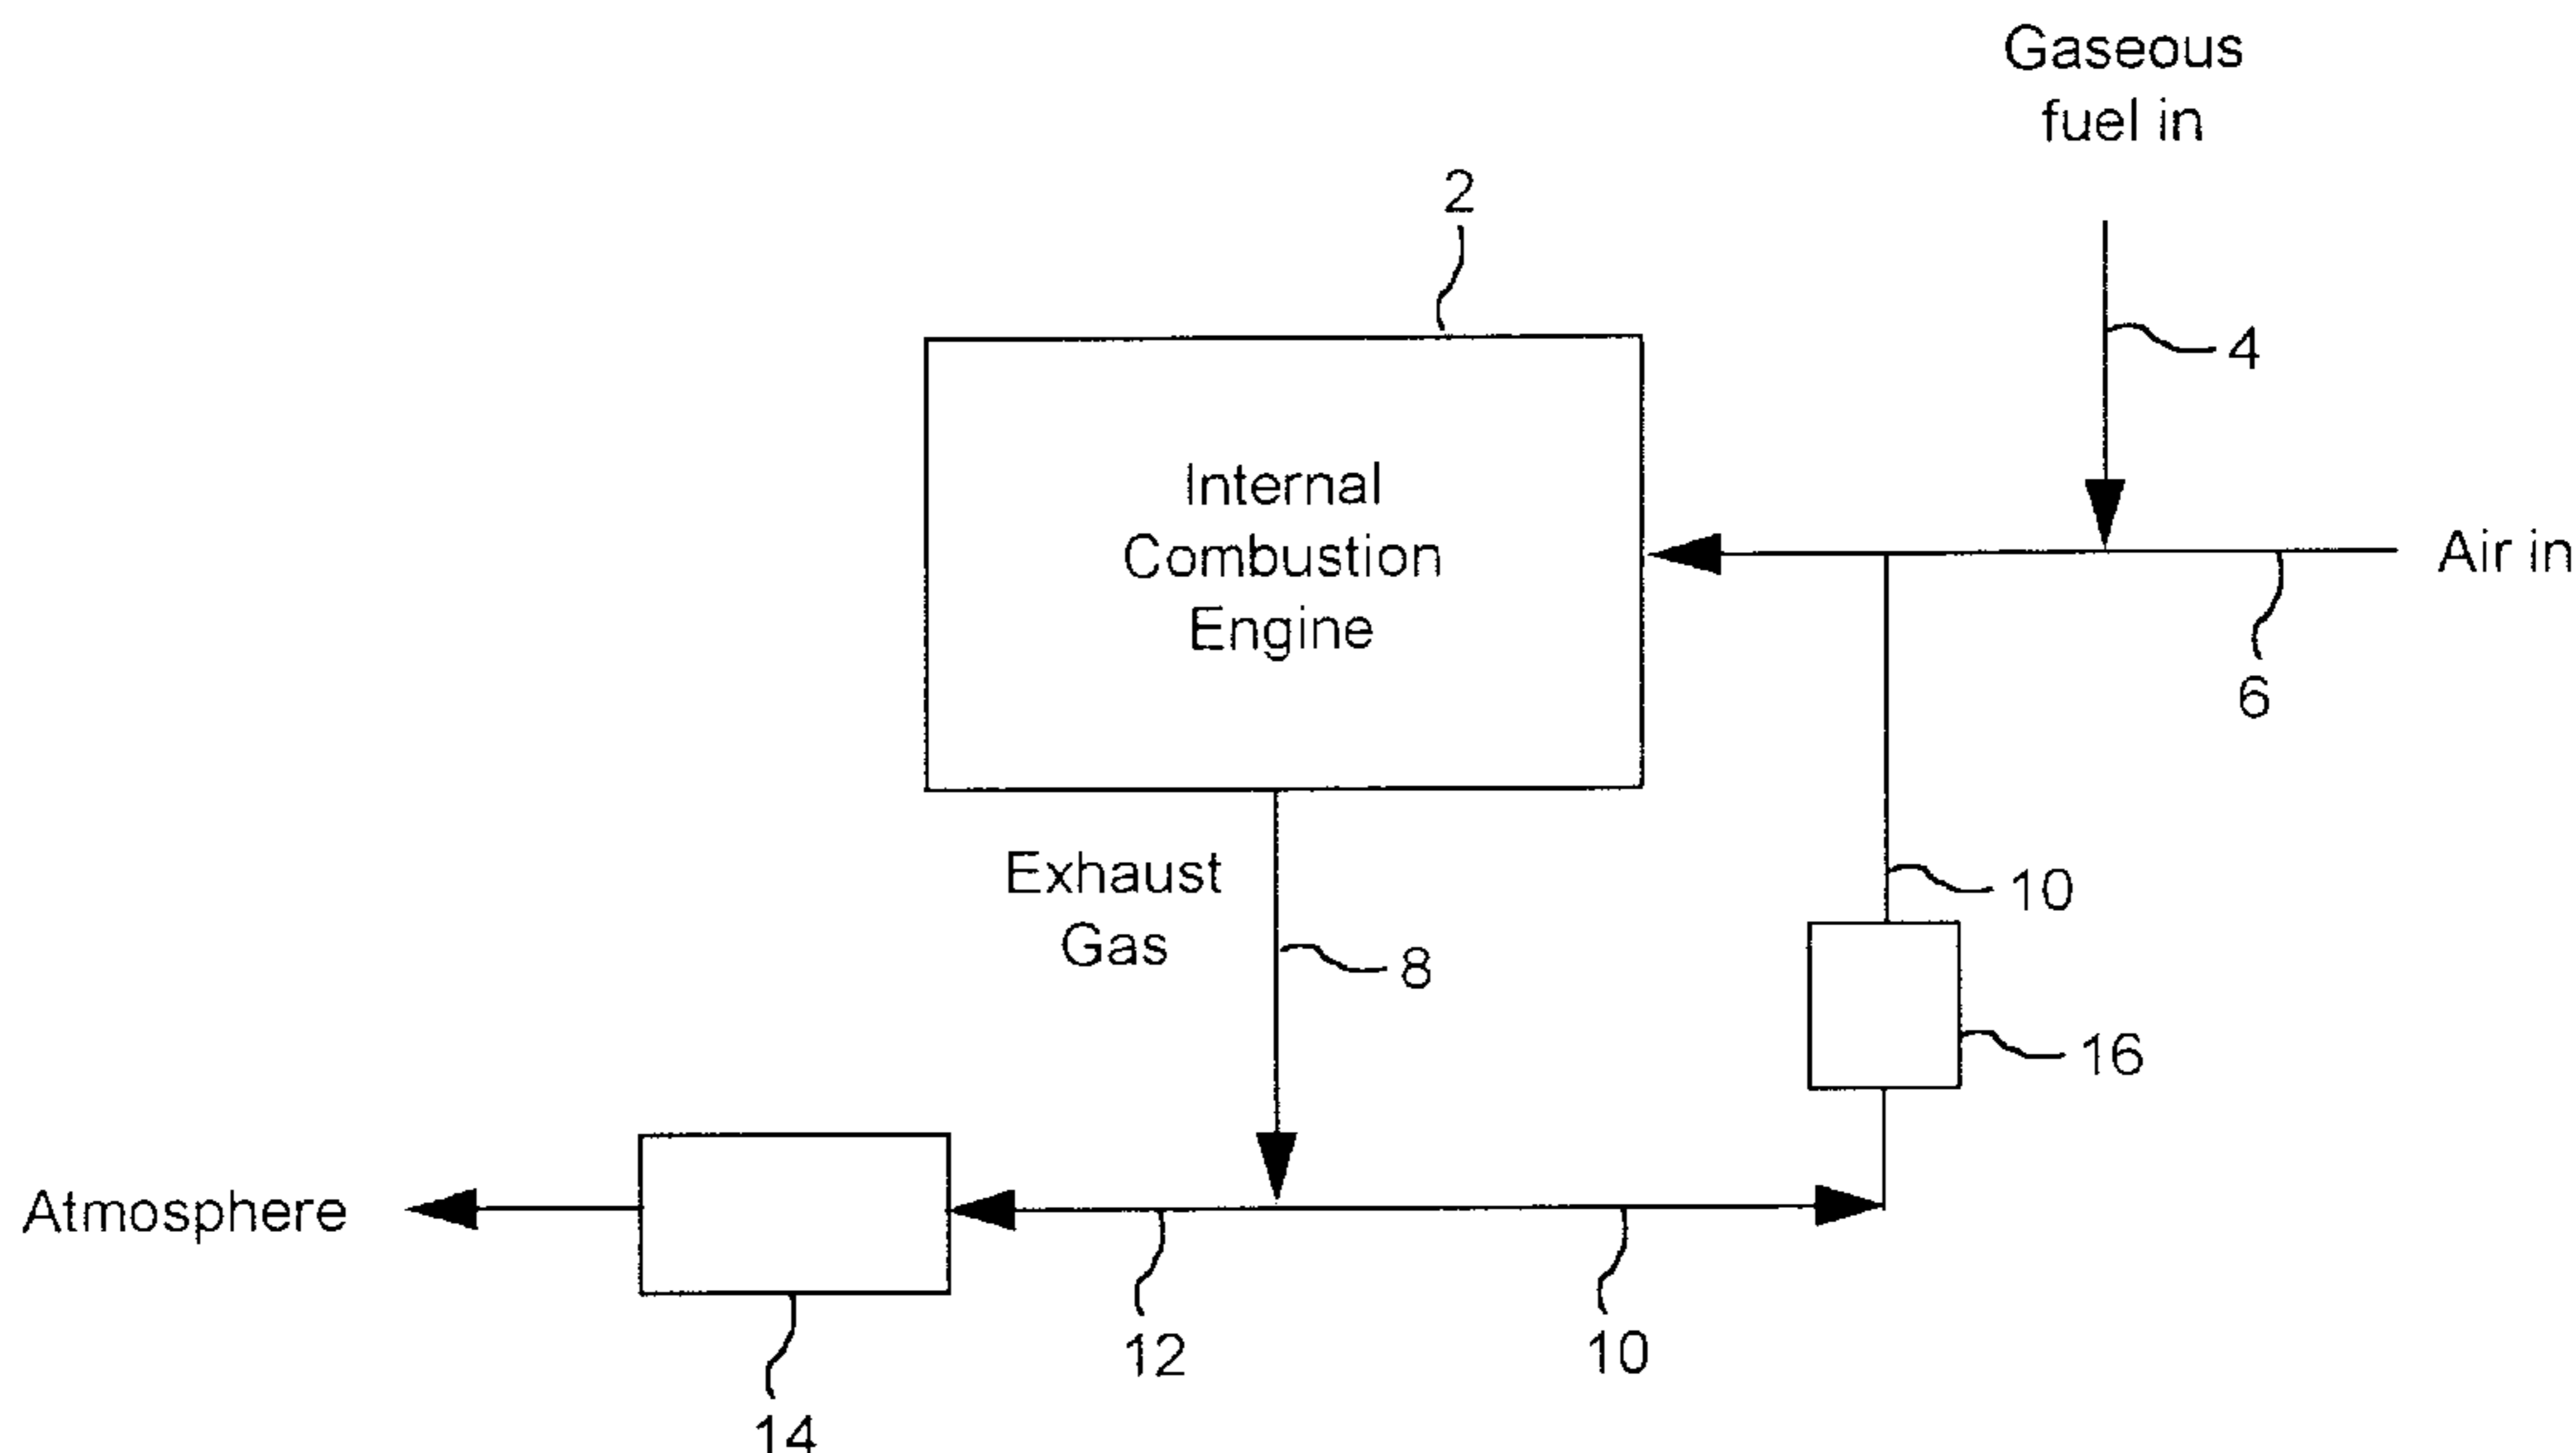 Gaseous
fuel in
2
4
Internal
Combustion
Engine
Air in
6
Exhaust
Gas
8
10
16
Atmosphere
12
10
14